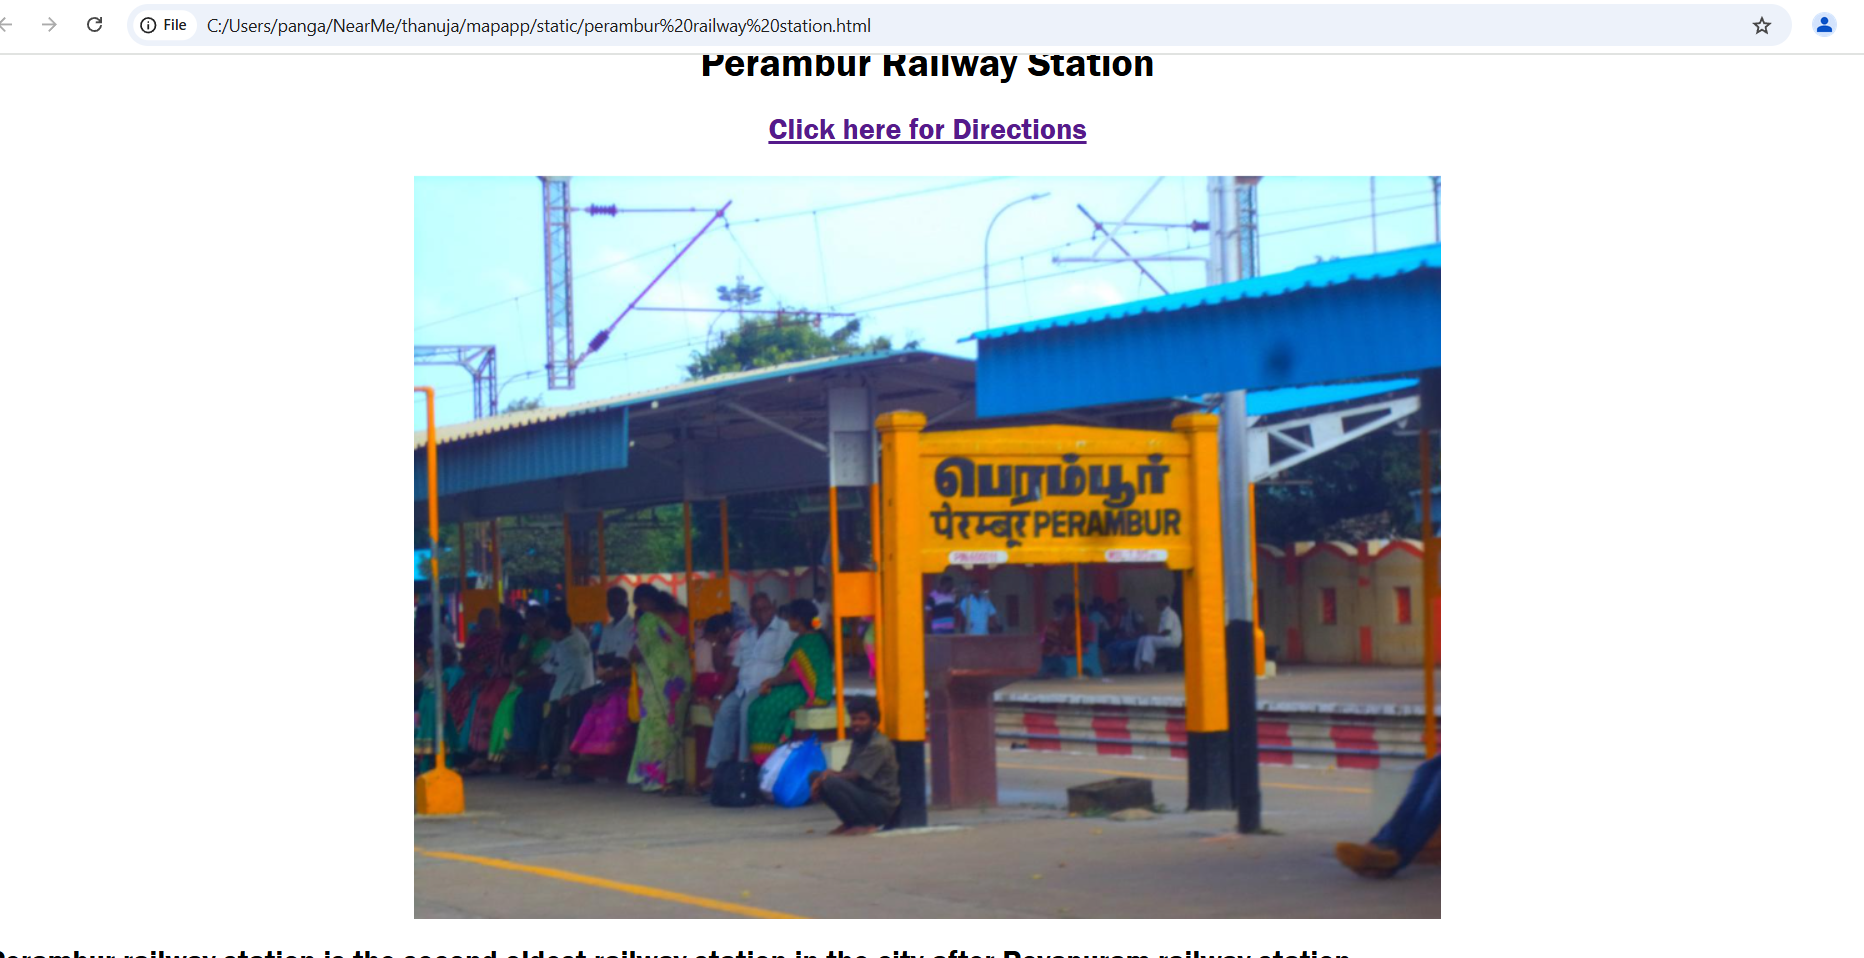 File C:/Users/panga/NearMe/thanuja/mapapp/static/perambur%20railway%20station.html
Perambur Railway Station
Click here for Directions
பெரம்பூர்
पेरम्बूर PERAMBUR
Perambur railway station is the second oldest railway station in the city after Royapuram railway station